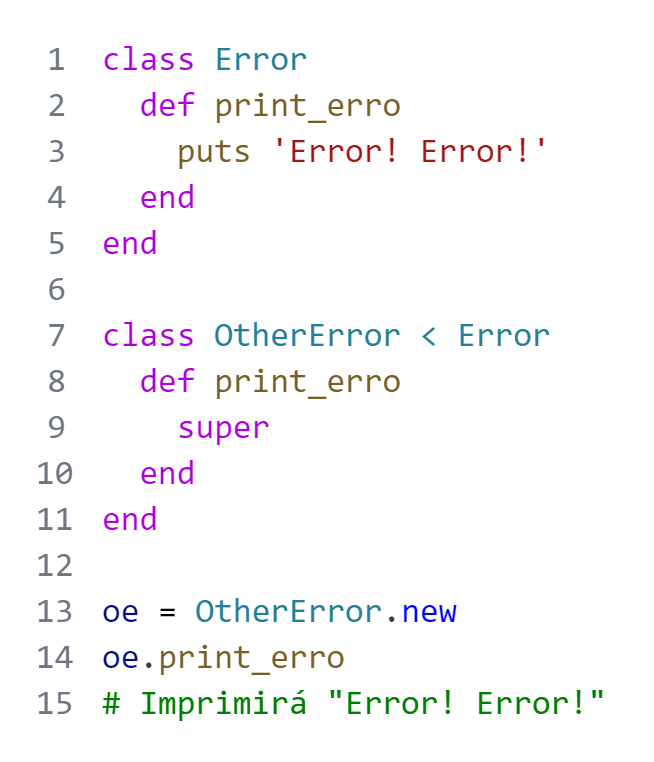 1 class Error
2   def print_erro
3     puts 'Error! Error!'
4   end
5 end
6
7 class OtherError < Error
8   def print_erro
9     super
10   end
11 end
12
13 oe = OtherError.new
14 oe.print_erro
15 # Imprimirá "Error! Error!"